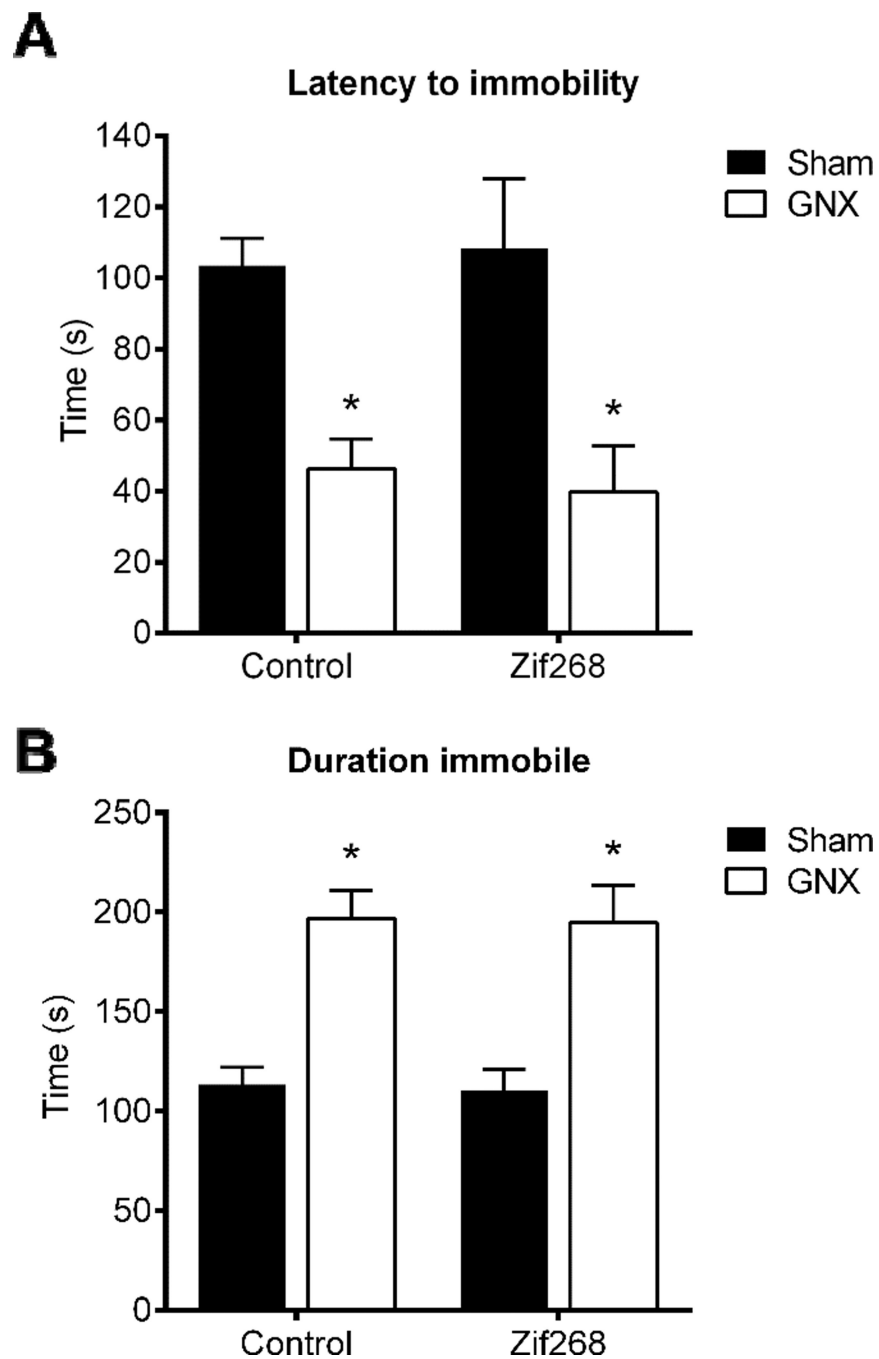 A
Latency to immobility
140
120
100
80
60
40
20
0
Time (s)
*
*
Control
Zif268
Sham
GNX
B
Duration immobile
250
200
150
100
50
0
Time (s)
*
*
Control
Zif268
Sham
GNX